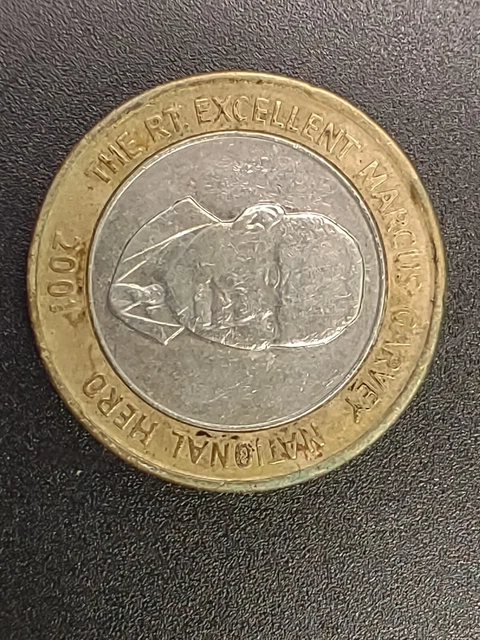 THE RT. EXCELLENT MARCUS GARVEY NATIONAL HERO
2001